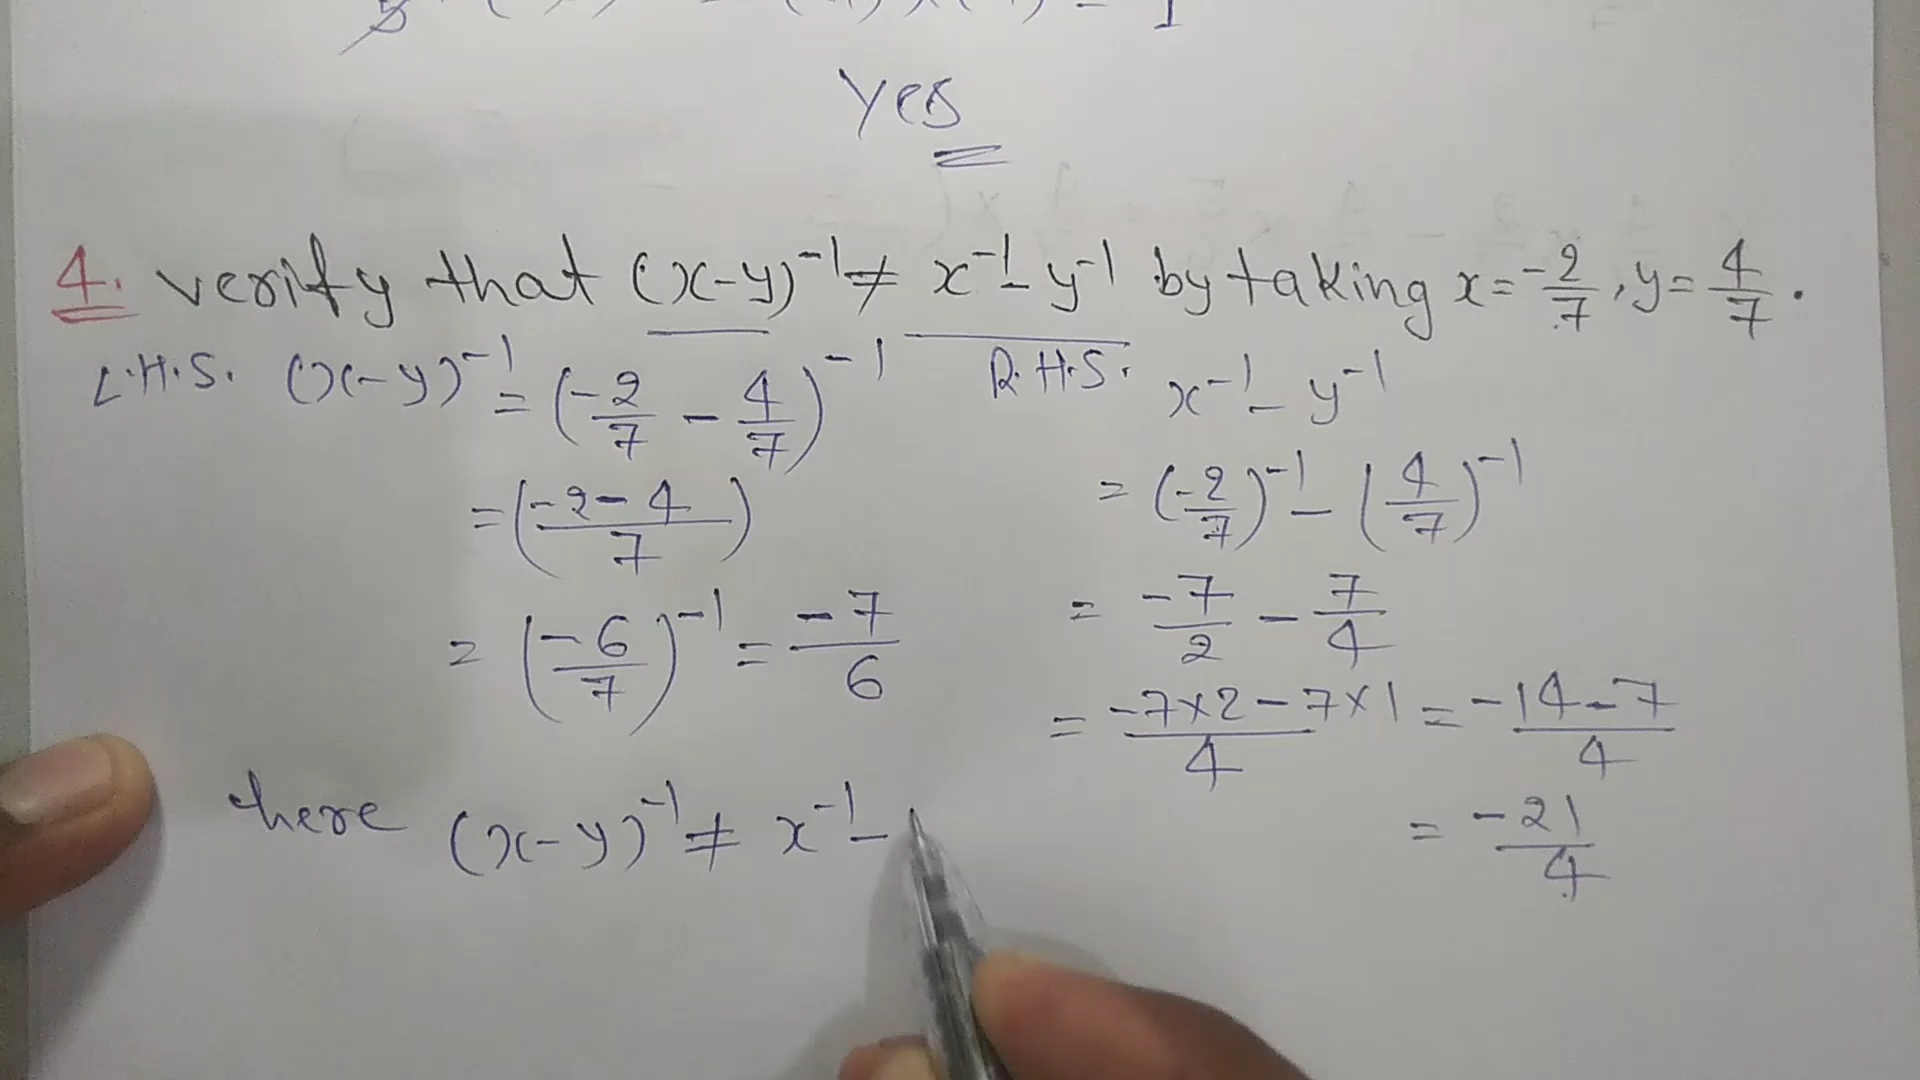 Yes
4. verify that (x-y)⁻¹ ≠ x⁻¹ - y⁻¹ by taking x = -2/7, y = 4/7.
L.H.S. (x-y)⁻¹ = (-2/7 - 4/7)⁻¹
= (-2-4/7)
= (-6/7)⁻¹ = -7/6
here (x-y)⁻¹ ≠ x⁻¹ -
R.H.S. x⁻¹ - y⁻¹
= (-2/7)⁻¹ - (4/7)⁻¹
= -7/2 - 7/4
= -7×2-7×1/4 = -14-7/4
= -21/4